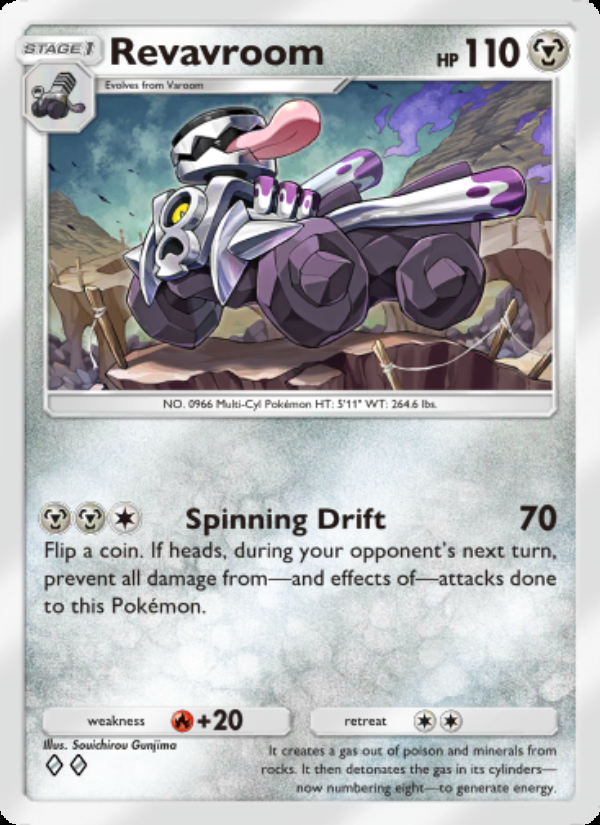 STAGE 1
Revavroom
HP 110
Evolves from Varoom
NO. 0966 Multi-Cyl Pokémon HT: 5'11" WT: 264.6 lbs.
Spinning Drift 70
Flip a coin. If heads, during your opponent's next turn,
prevent all damage from—and effects of—attacks done
to this Pokémon.
weakness +20
retreat
Illus. Souichirou Gunjima
It creates a gas out of poison and minerals from
rocks. It then detonates the gas in its cylinders—
now numbering eight—to generate energy.